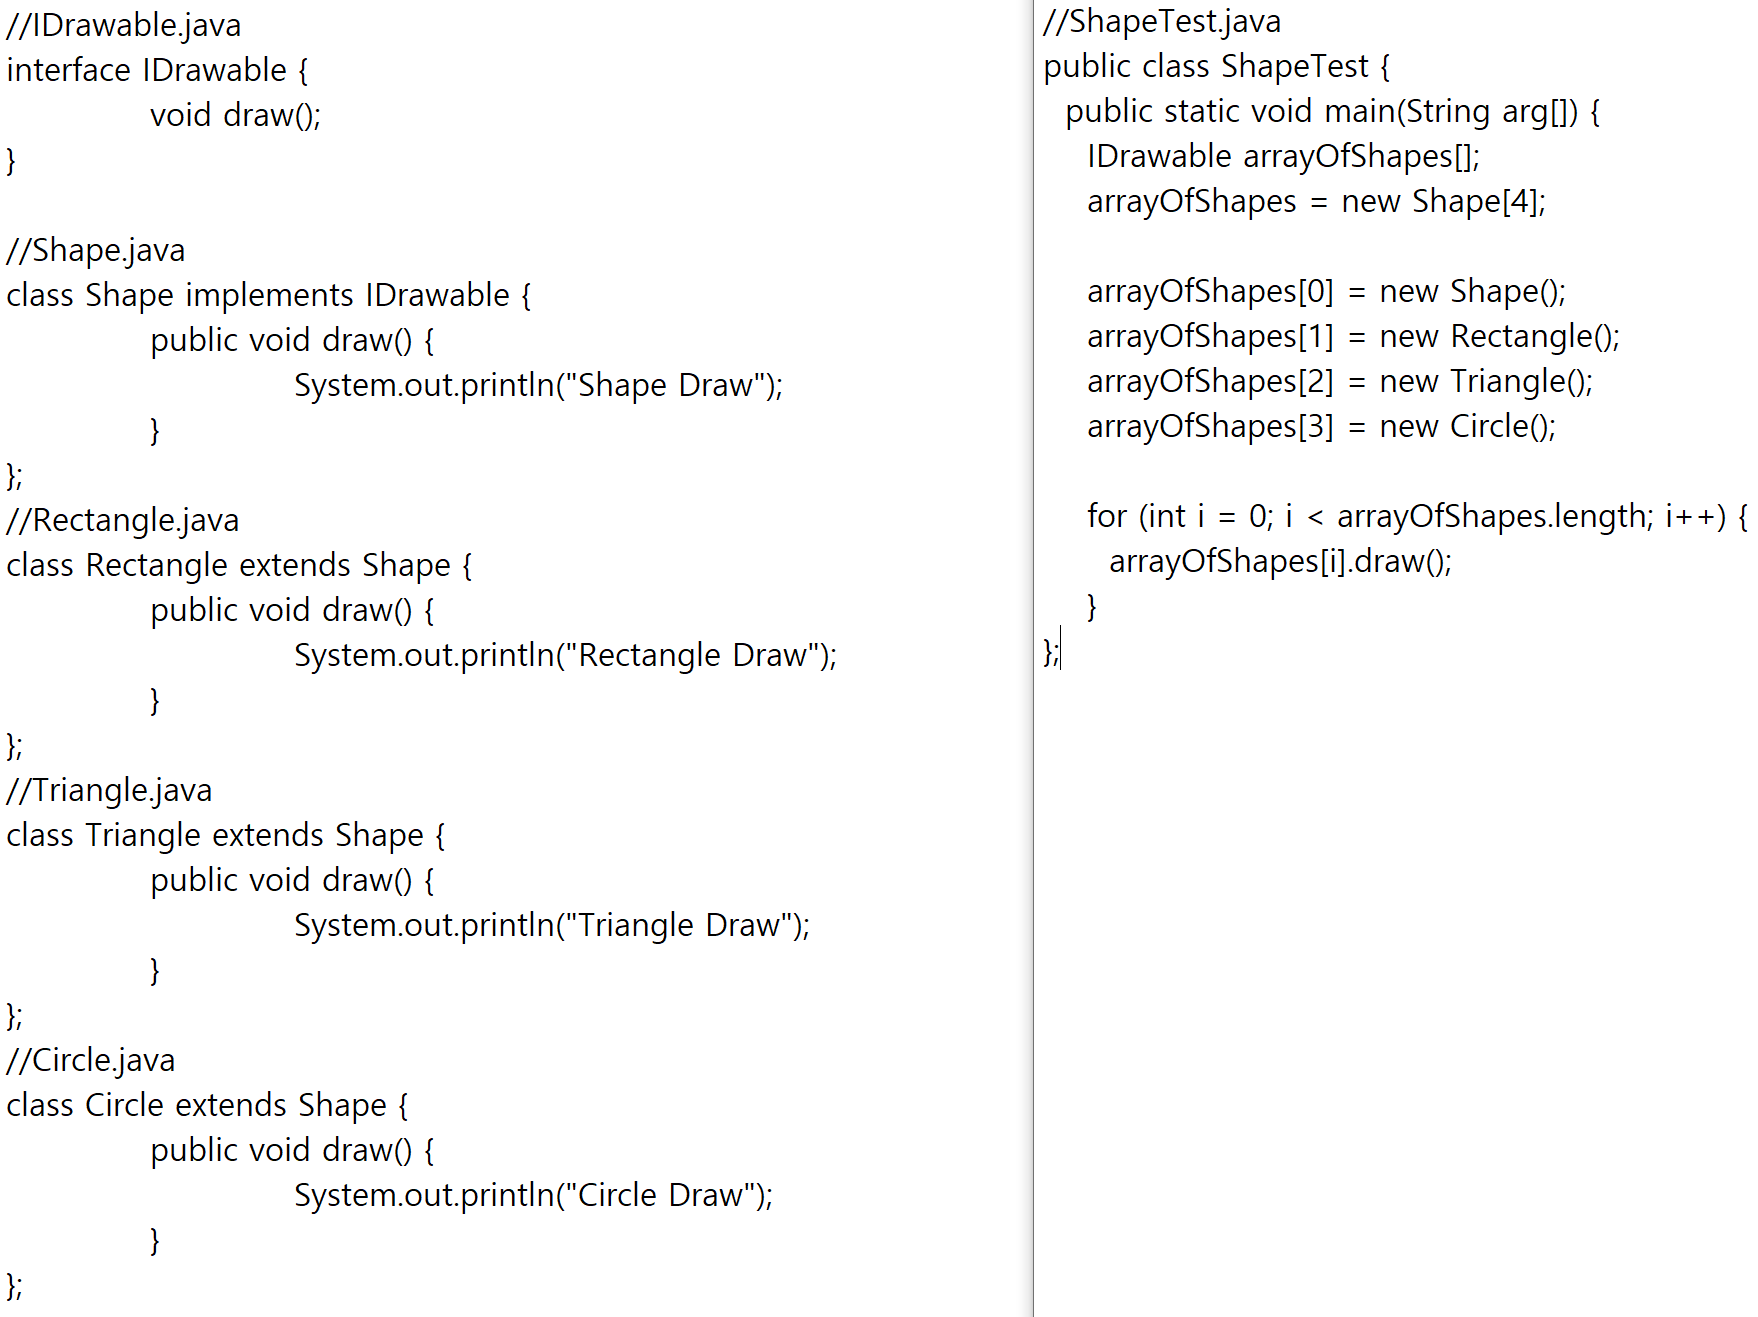 //IDrawable.java
interface IDrawable {
void draw();
}
//Shape.java
class Shape implements IDrawable {
public void draw() {
System.out.println("Shape Draw");
}
};
//Rectangle.java
class Rectangle extends Shape {
public void draw() {
System.out.println("Rectangle Draw");
}
};
//Triangle.java
class Triangle extends Shape {
public void draw() {
System.out.println("Triangle Draw");
}
};
//Circle.java
class Circle extends Shape {
public void draw() {
System.out.println("Circle Draw");
}
};
//ShapeTest.java
public class ShapeTest {
public static void main(String arg[]) {
IDrawable arrayOfShapes[];
arrayOfShapes = new Shape[4];
arrayOfShapes[0] = new Shape();
arrayOfShapes[1] = new Rectangle();
arrayOfShapes[2] = new Triangle();
arrayOfShapes[3] = new Circle();
for (int i = 0; i < arrayOfShapes.length; i++) {
arrayOfShapes[i].draw();
}
};